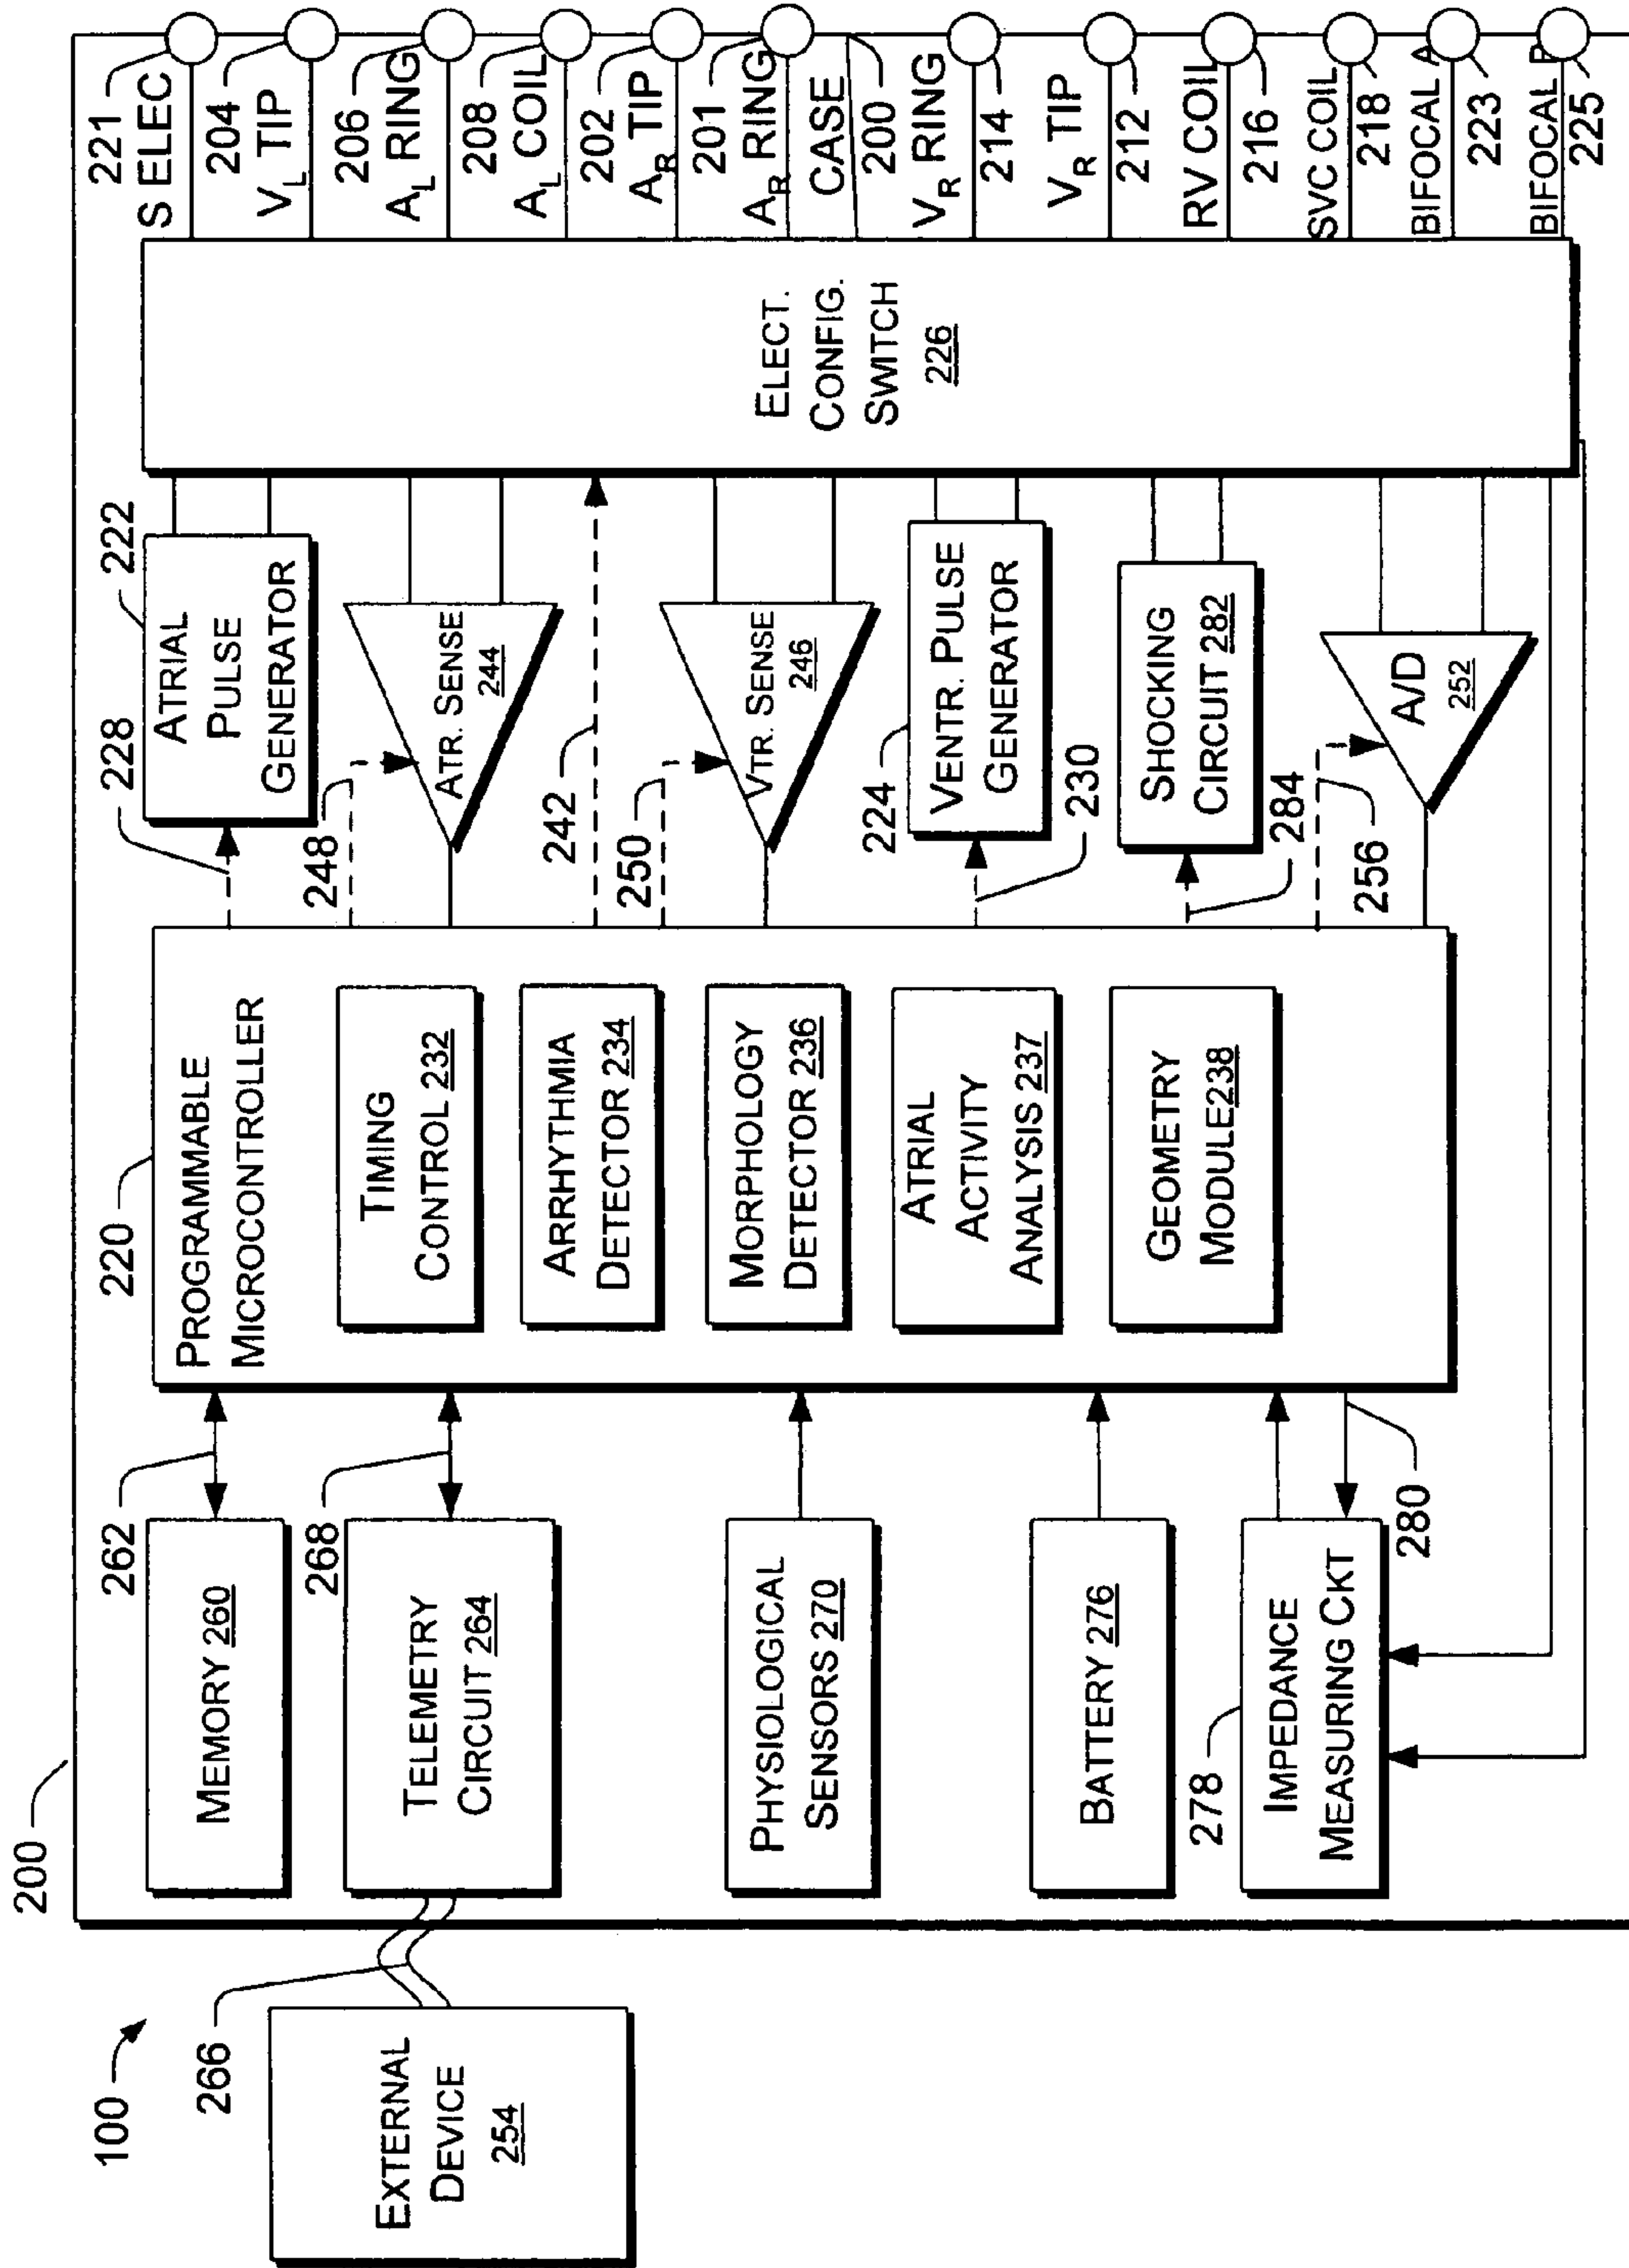 100
200
EXTERNAL
DEVICE
254
266
MEMORY 260
262
TELEMETRY
CIRCUIT 264
268
PHYSIOLOGICAL
SENSORS 270
BATTERY 276
278
IMPEDANCE
MEASURING CKT
280
220
PROGRAMMABLE
MICROCONTROLLER
TIMING
CONTROL 232
ARRHYTHMIA
DETECTOR 234
MORPHOLOGY
DETECTOR 236
ATRIAL
ACTIVITY
ANALYSIS 237
GEOMETRY
MODULE238
228
222
ATRIAL
PULSE
GENERATOR
248
ATR. SENSE
244
242
250
VTR. SENSE
246
224
VENTR. PULSE
GENERATOR
230
SHOCKING
CIRCUIT 282
284
256
A/D
252
ELECT.
CONFIG.
SWITCH
226
221
S ELEC
204
VL TIP
206
AL RING
208
AL COIL
202
AR TIP
201
AR RING
CASE
200
VR RING
214
VR TIP
212
RV COIL
216
SVC COIL
218
BIFOCAL A
223
BIFOCAL B
225